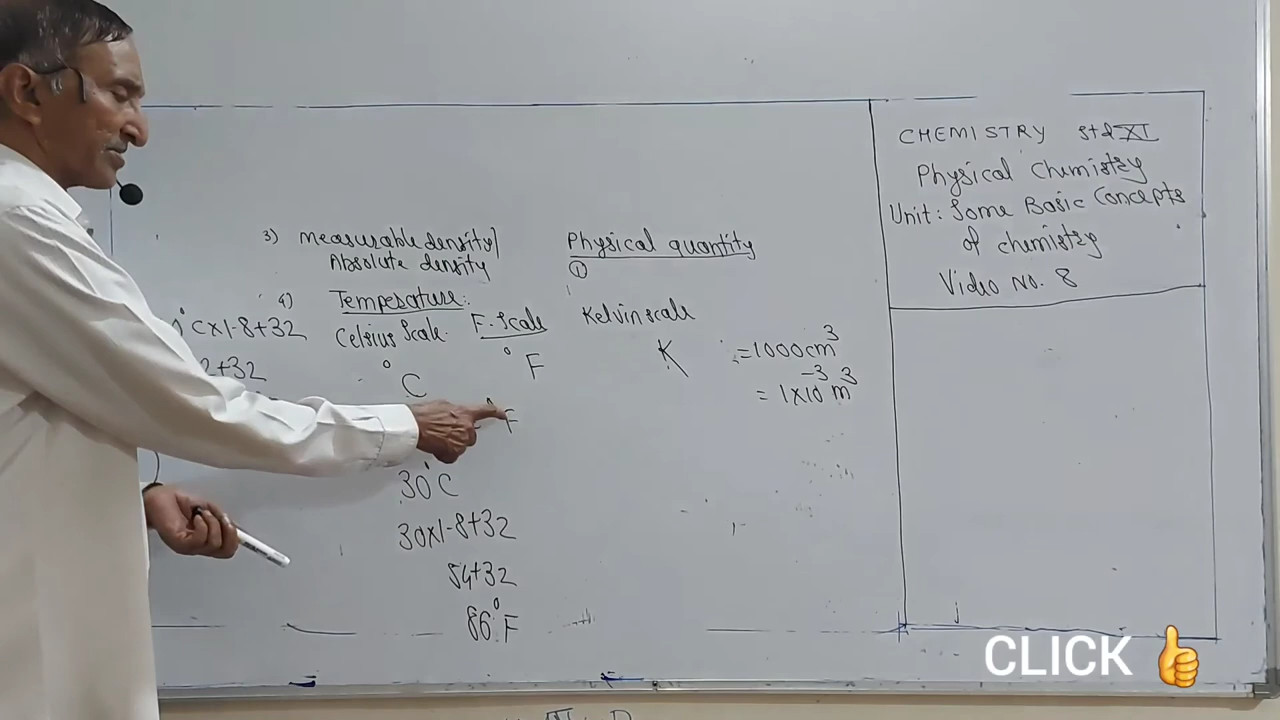 CHEMISTRY Std XI
Physical Chemistry
Unit: Some Basic Concepts
of chemistry
Video No. 8
3) Measurable density/
Absolute density
Physical quantity
①
4) Temperature:
Celsius Scale F. Scale Kelvin scale
°C °F K
°C×1.8+32
2+32
°F
30°C
30×1.8+32
54+32
86°F
=1000cm³
=1×10⁻³m³
CLICK 👍